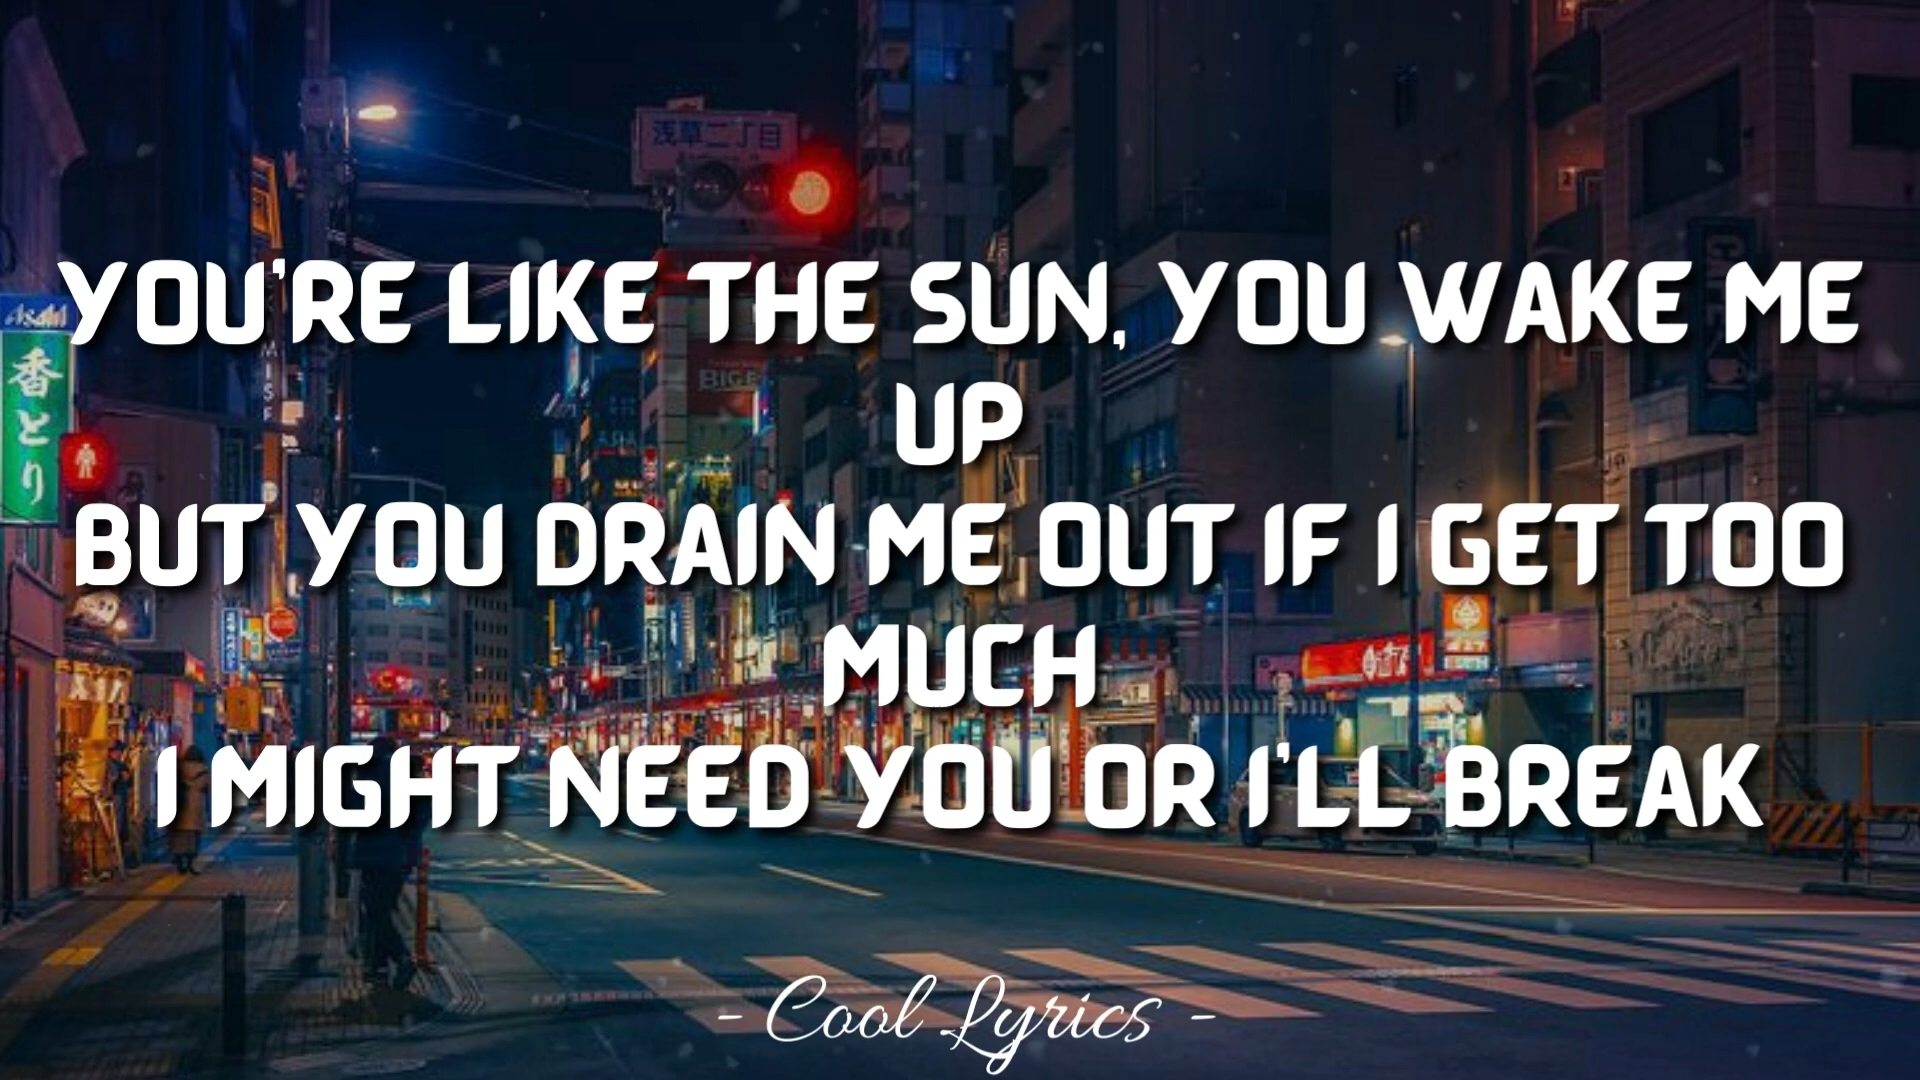 浅草二丁目
YOU'RE LIKE THE SUN, YOU WAKE ME
UP
BUT YOU DRAIN ME OUT IF I GET TOO
MUCH
I MIGHT NEED YOU OR I'LL BREAK
Asahi
香とり
BIG E
- Cool Lyrics -